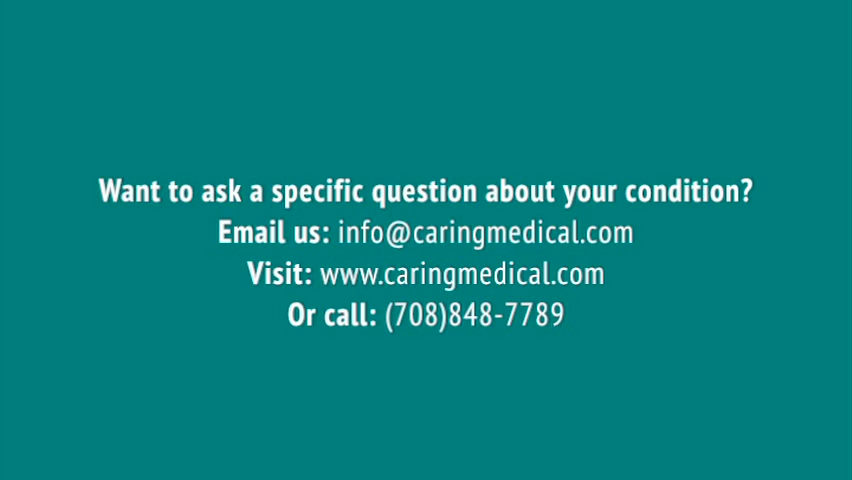 Want to ask a specific question about your condition?
Email us: info@caringmedical.com
Visit: www.caringmedical.com
Or call: (708)848-7789